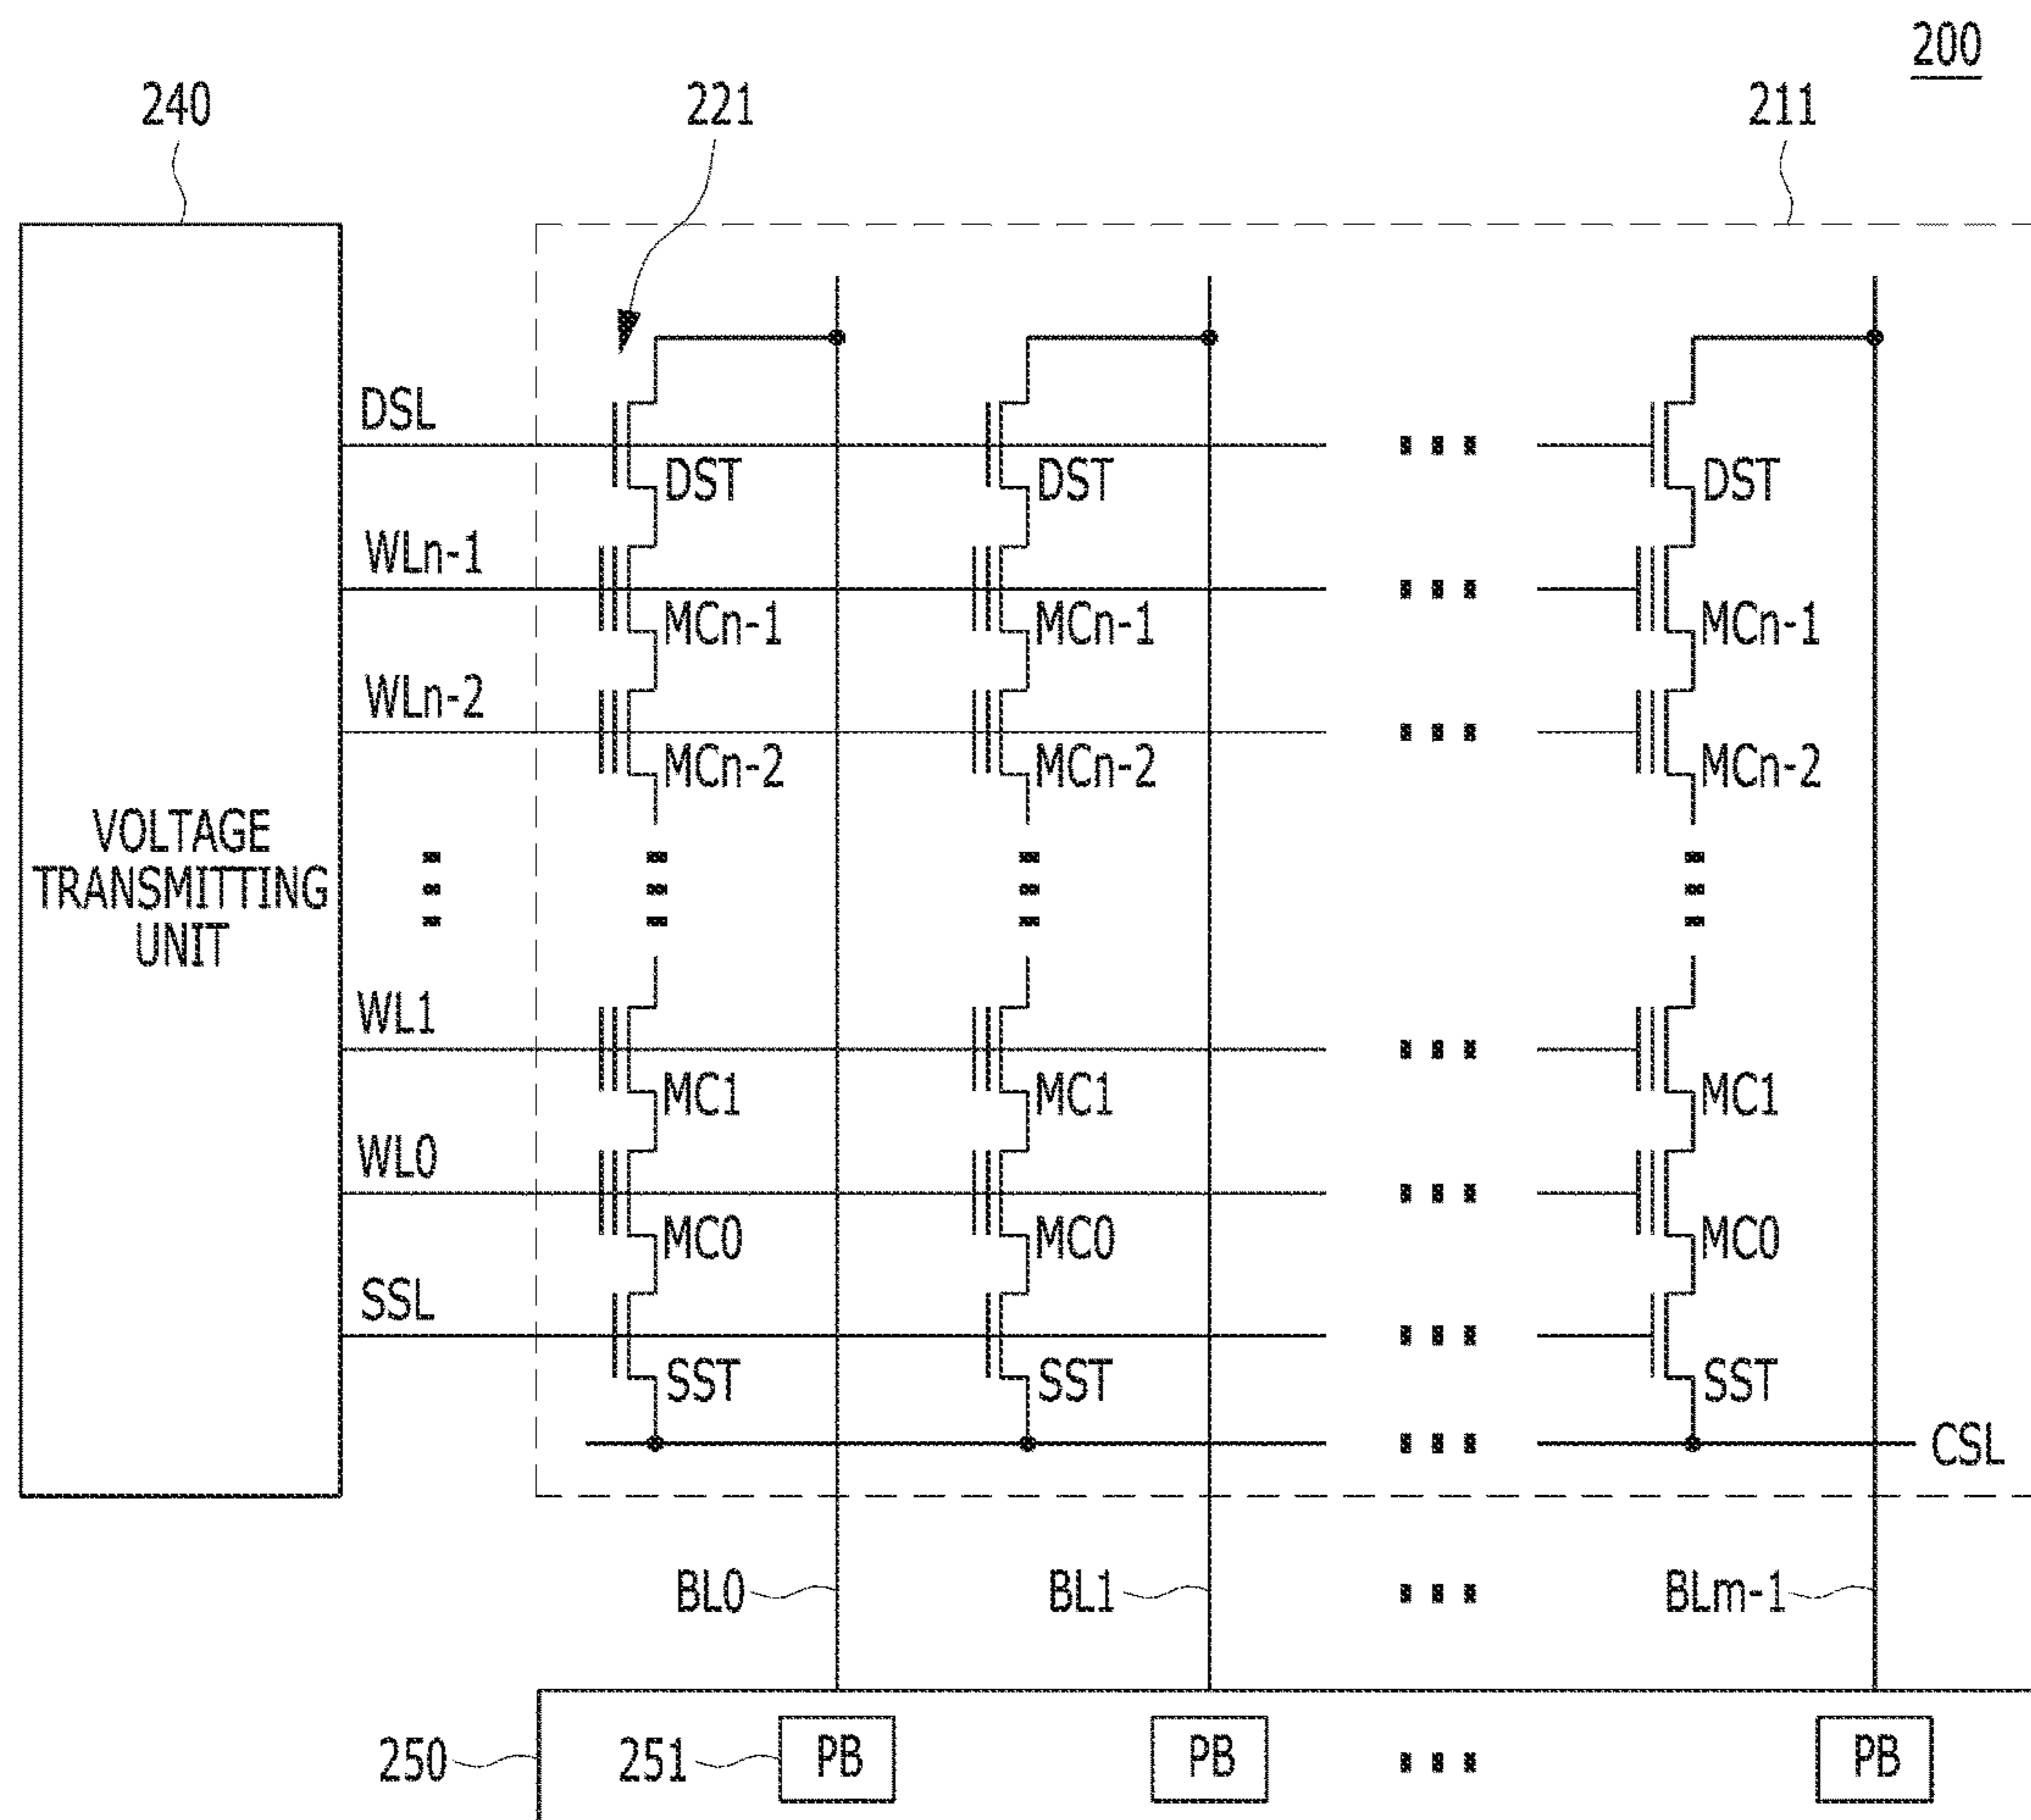 200
240
221
211
DSL
DST DST DST
WLn-1
MCn-1 MCn-1 MCn-1
WLn-2
MCn-2 MCn-2 MCn-2
VOLTAGE
TRANSMITTING
UNIT
WL1
MC1 MC1 MC1
WL0
MC0 MC0 MC0
SSL
SST SST SST
CSL
BL0 BL1 BLm-1
250 251 PB PB PB